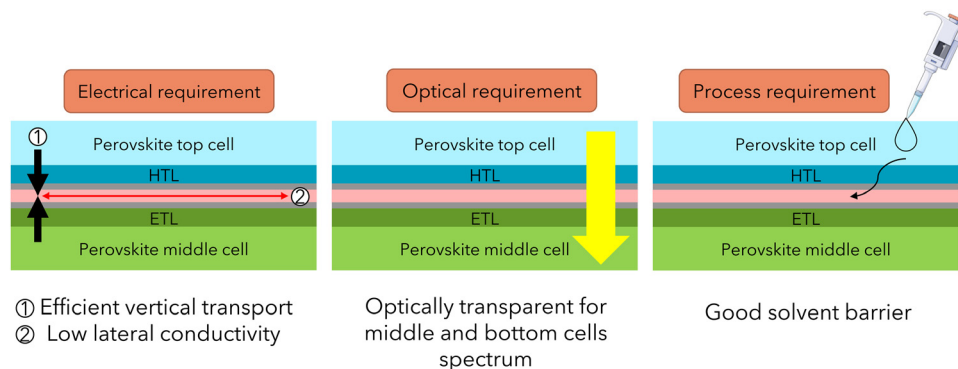 Electrical requirement
Perovskite top cell
HTL
ETL
Perovskite middle cell
①
②
① Efficient vertical transport
② Low lateral conductivity
Optical requirement
Perovskite top cell
HTL
ETL
Perovskite middle cell
Optically transparent for
middle and bottom cells
spectrum
Process requirement
Perovskite top cell
HTL
ETL
Perovskite middle cell
Good solvent barrier